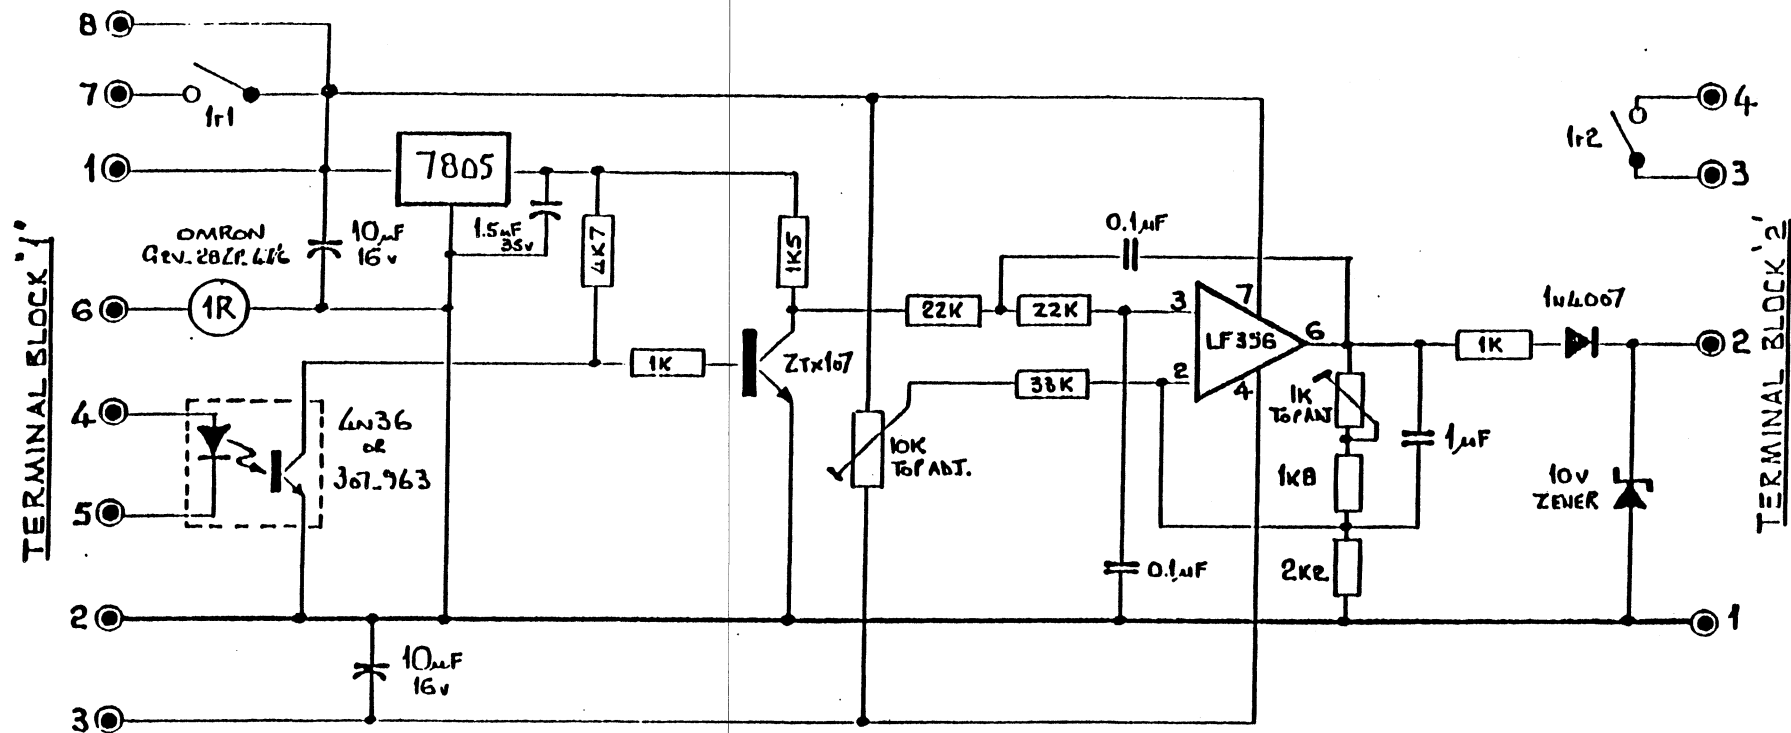 TERMINAL BLOCK "1"
8
7
1
6
4
5
2
3
1r1
7805
OMRON
10µF
16v
1.5µF
35v
4K7
1K5
1R
1K
ZTX107
4N36
OR
307-963
10µF
16v
0.1µF
22K
22K
33K
10K
TOP ADJ.
3
2
7
4
6
LF356
0.1µF
1K
TOP ADJ
1K8
2K2
1µF
1K
1N4007
10V
ZENER
1r2
4
3
2
1
TERMINAL BLOCK '2'